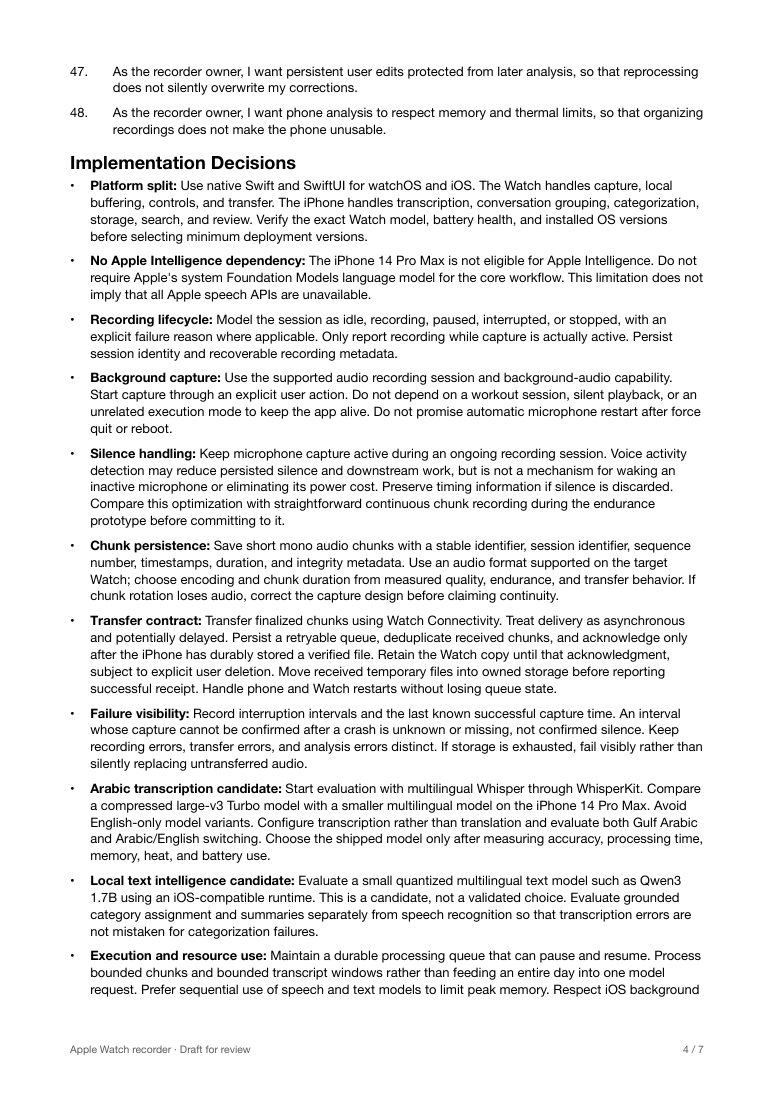 47. As the recorder owner, I want persistent user edits protected from later analysis, so that reprocessing
does not silently overwrite my corrections.
48. As the recorder owner, I want phone analysis to respect memory and thermal limits, so that organizing
recordings does not make the phone unusable.
Implementation Decisions
• Platform split: Use native Swift and SwiftUI for watchOS and iOS. The Watch handles capture, local
buffering, controls, and transfer. The iPhone handles transcription, conversation grouping, categorization,
storage, search, and review. Verify the exact Watch model, battery health, and installed OS versions
before selecting minimum deployment versions.
• No Apple Intelligence dependency: The iPhone 14 Pro Max is not eligible for Apple Intelligence. Do not
require Apple's system Foundation Models language model for the core workflow. This limitation does not
imply that all Apple speech APIs are unavailable.
• Recording lifecycle: Model the session as idle, recording, paused, interrupted, or stopped, with an
explicit failure reason where applicable. Only report recording while capture is actually active. Persist
session identity and recoverable recording metadata.
• Background capture: Use the supported audio recording session and background-audio capability.
Start capture through an explicit user action. Do not depend on a workout session, silent playback, or an
unrelated execution mode to keep the app alive. Do not promise automatic microphone restart after force
quit or reboot.
• Silence handling: Keep microphone capture active during an ongoing recording session. Voice activity
detection may reduce persisted silence and downstream work, but is not a mechanism for waking an
inactive microphone or eliminating its power cost. Preserve timing information if silence is discarded.
Compare this optimization with straightforward continuous chunk recording during the endurance
prototype before committing to it.
• Chunk persistence: Save short mono audio chunks with a stable identifier, session identifier, sequence
number, timestamps, duration, and integrity metadata. Use an audio format supported on the target
Watch; choose encoding and chunk duration from measured quality, endurance, and transfer behavior. If
chunk rotation loses audio, correct the capture design before claiming continuity.
• Transfer contract: Transfer finalized chunks using Watch Connectivity. Treat delivery as asynchronous
and potentially delayed. Persist a retryable queue, deduplicate received chunks, and acknowledge only
after the iPhone has durably stored a verified file. Retain the Watch copy until that acknowledgment,
subject to explicit user deletion. Move received temporary files into owned storage before reporting
successful receipt. Handle phone and Watch restarts without losing queue state.
• Failure visibility: Record interruption intervals and the last known successful capture time. An interval
whose capture cannot be confirmed after a crash is unknown or missing, not confirmed silence. Keep
recording errors, transfer errors, and analysis errors distinct. If storage is exhausted, fail visibly rather than
silently replacing untransferred audio.
• Arabic transcription candidate: Start evaluation with multilingual Whisper through WhisperKit. Compare
a compressed large-v3 Turbo model with a smaller multilingual model on the iPhone 14 Pro Max. Avoid
English-only model variants. Configure transcription rather than translation and evaluate both Gulf Arabic
and Arabic/English switching. Choose the shipped model only after measuring accuracy, processing time,
memory, heat, and battery use.
• Local text intelligence candidate: Evaluate a small quantized multilingual text model such as Qwen3
1.7B using an iOS-compatible runtime. This is a candidate, not a validated choice. Evaluate grounded
category assignment and summaries separately from speech recognition so that transcription errors are
not mistaken for categorization failures.
• Execution and resource use: Maintain a durable processing queue that can pause and resume. Process
bounded chunks and bounded transcript windows rather than feeding an entire day into one model
request. Prefer sequential use of speech and text models to limit peak memory. Respect iOS background
Apple Watch recorder · Draft for review 4 / 7